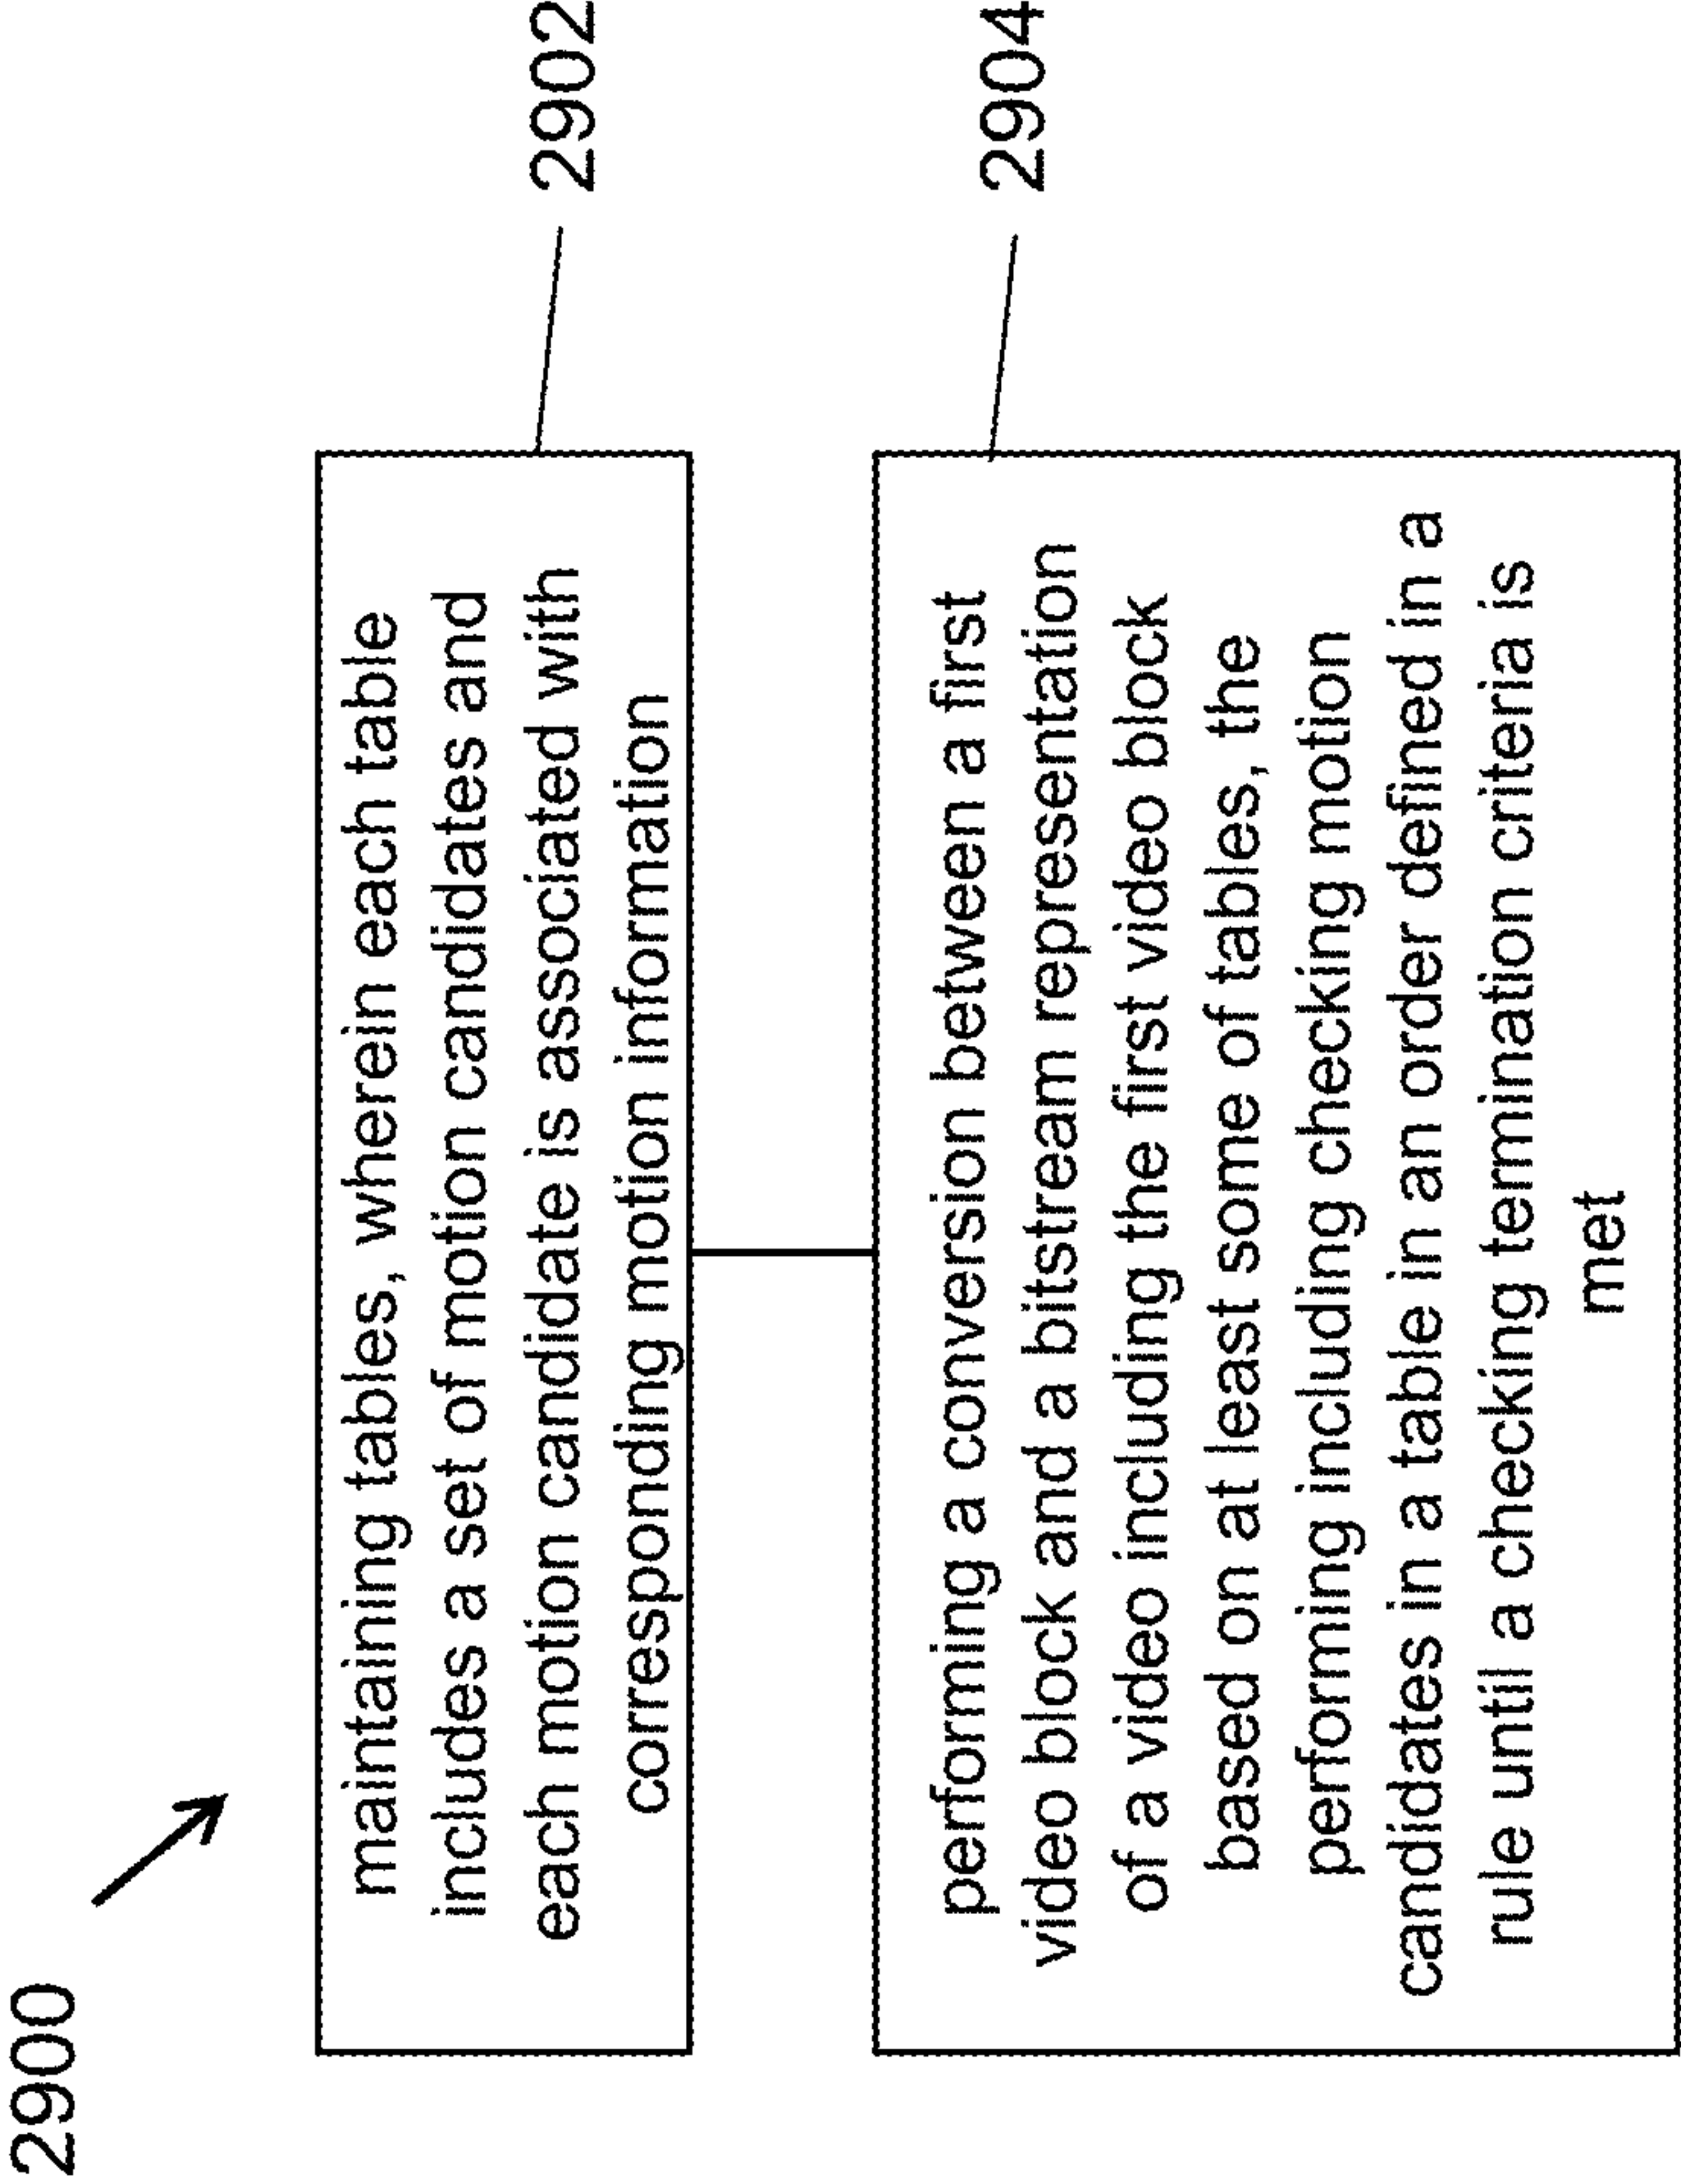 2900
maintaining tables, wherein each table
includes a set of motion candidates and
each motion candidate is associated with
corresponding motion information
2902
performing a conversion between a first
video block and a bitstream representation
of a video including the first video block
based on at least some of tables, the
performing including checking motion
candidates in a table in an order defined in a
rule until a checking termination criteria is
met
2904